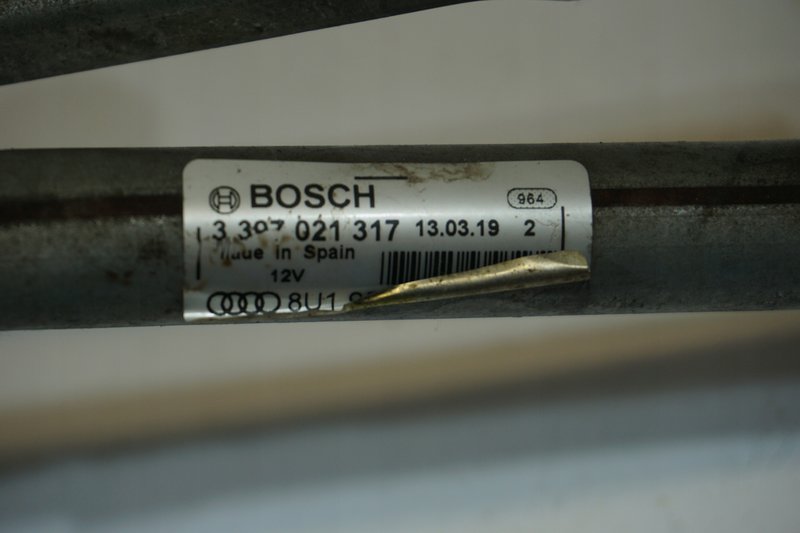 BOSCH 964
3 397 021 317 13.03.19 2
Made in Spain
12V
8U1